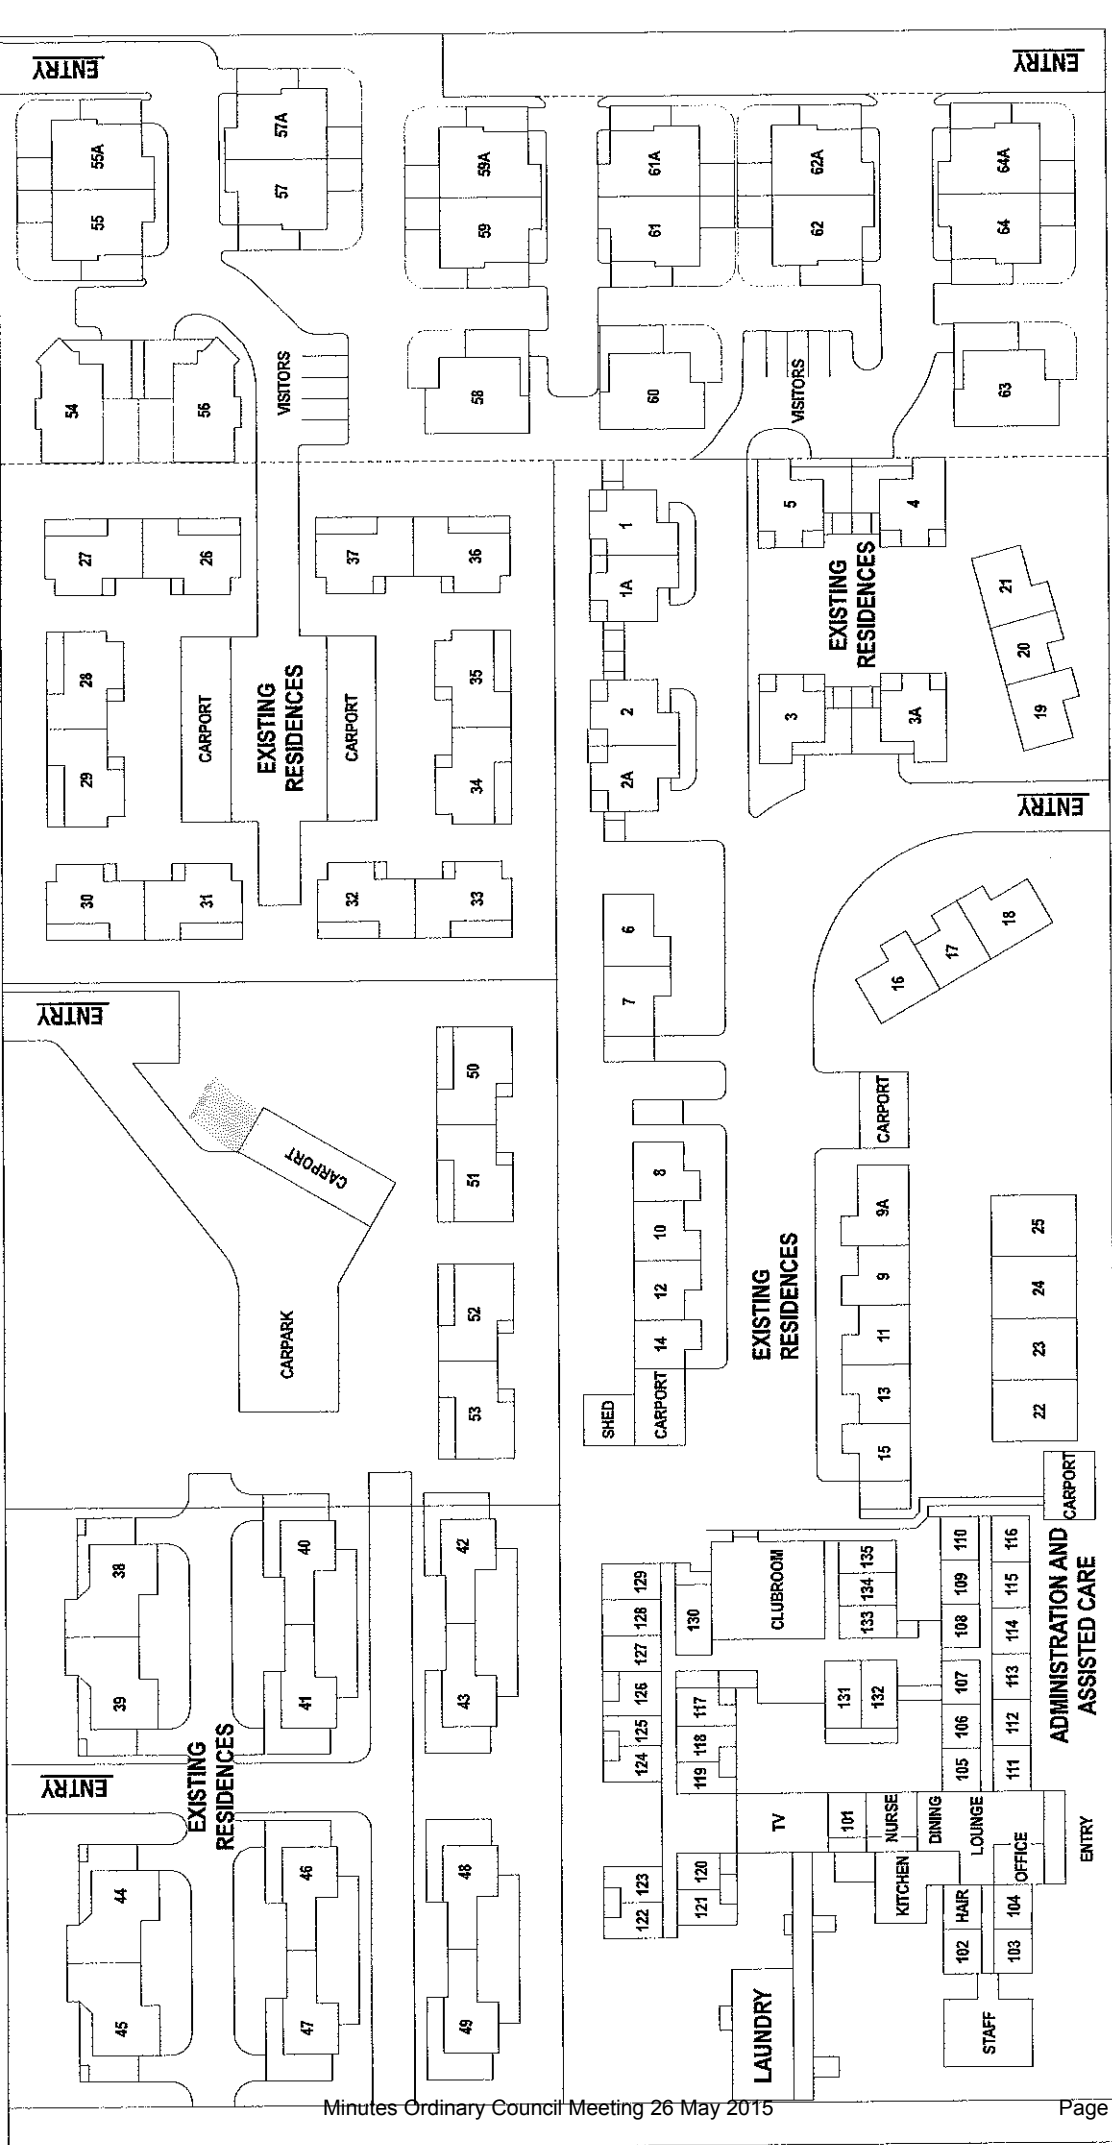 ENTRY
ENTRY
55A
57A
59A
61A
62A
64A
55
57
59
61
62
64
54
56
VISITORS
58
60
VISITORS
63
27
26
37
36
1
1A
5
4
EXISTING
RESIDENCES
21
20
19
28
29
CARPORT
EXISTING
RESIDENCES
CARPORT
35
34
2
2A
3
3A
ENTRY
30
31
32
33
6
7
16
17
18
ENTRY
CARPORT
50
51
CARPARK
52
53
8
10
12
14
CARPORT
SHED
EXISTING
RESIDENCES
CARPORT
9A
9
11
13
15
25
24
23
22
CARPORT
38
39
40
41
42
43
EXISTING
RESIDENCES
ENTRY
44
45
46
47
48
49
129
128
127
126
125
124
130
CLUBROOM
135
134
133
110
109
108
107
106
105
116
115
114
113
112
111
ADMINISTRATION AND
ASSISTED CARE
117
118
119
131
132
TV
101
NURSE
DINING
LOUNGE
OFFICE
ENTRY
KITCHEN
123
122
120
121
HAIR
102
104
103
LAUNDRY
STAFF
Minutes Ordinary Council Meeting 26 May 2015
Page